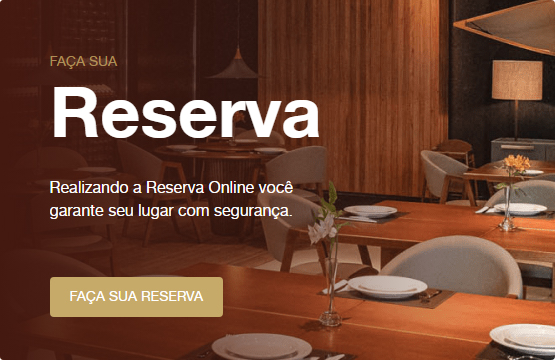 FAÇA SUA
Reserva
Realizando a Reserva Online você
garante seu lugar com segurança.
FAÇA SUA RESERVA